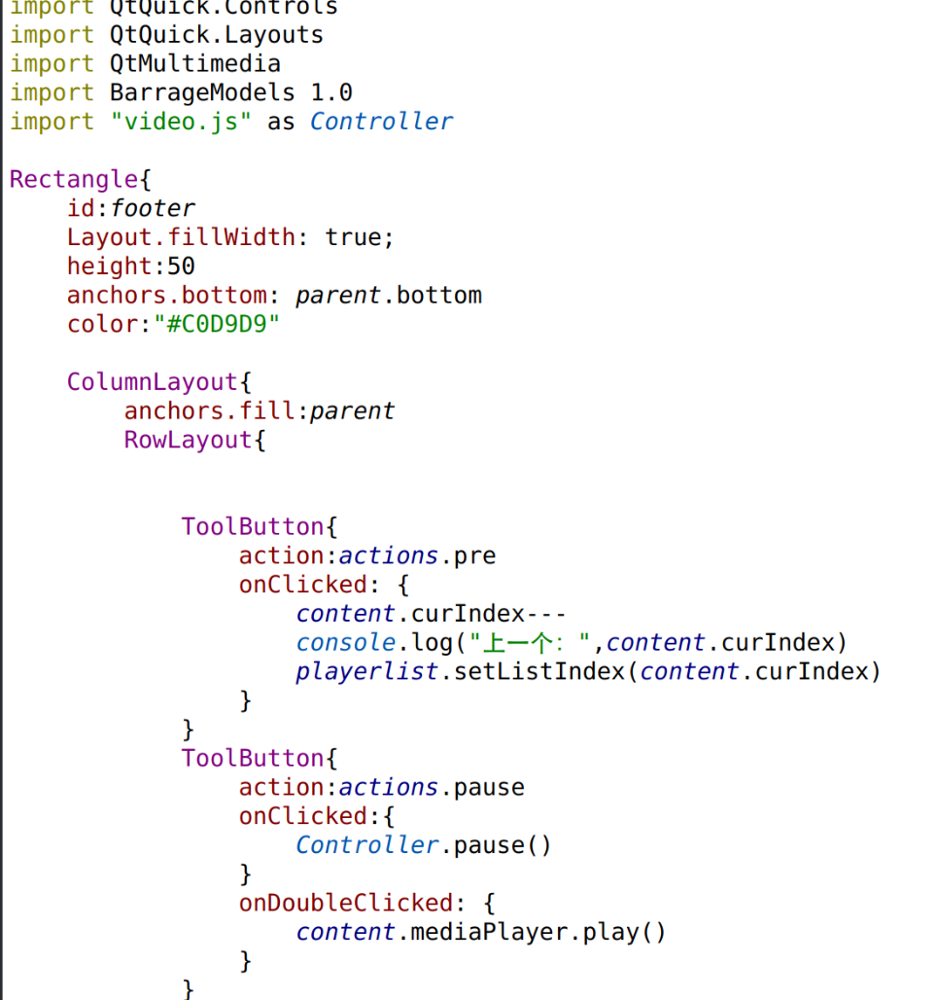 import QtQuick.Controls
import QtQuick.Layouts
import QtMultimedia
import BarrageModels 1.0
import "video.js" as Controller
Rectangle{
id:footer
Layout.fillWidth: true;
height:50
anchors.bottom: parent.bottom
color:"#C0D9D9"
ColumnLayout{
anchors.fill:parent
RowLayout{
ToolButton{
action:actions.pre
onClicked: {
content.curIndex---
console.log("上一个：",content.curIndex)
playerlist.setListIndex(content.curIndex)
}
}
ToolButton{
action:actions.pause
onClicked:{
Controller.pause()
}
onDoubleClicked: {
content.mediaPlayer.play()
}
}